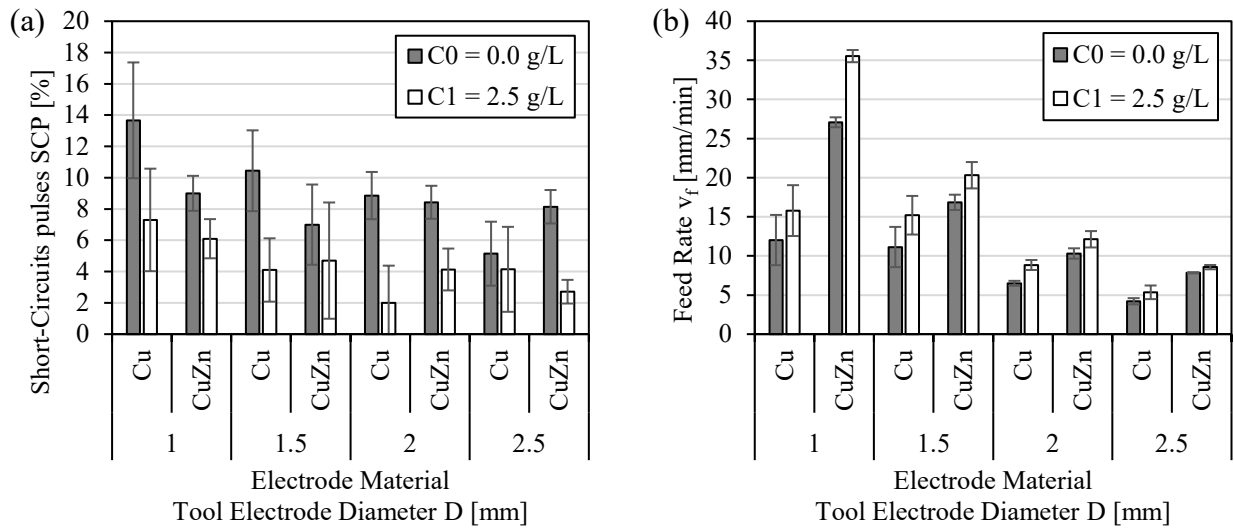 (a)
Short-Circuits pulses SCP [%]
20
18
16
14
12
10
8
6
4
2
0
C0 = 0.0 g/L
C1 = 2.5 g/L
Cu
CuZn
Cu
CuZn
Cu
CuZn
Cu
CuZn
1
1.5
2
2.5
Electrode Material
Tool Electrode Diameter D [mm]
(b)
Feed Rate vf [mm/min]
40
35
30
25
20
15
10
5
0
C0 = 0.0 g/L
C1 = 2.5 g/L
Cu
CuZn
Cu
CuZn
Cu
CuZn
Cu
CuZn
1
1.5
2
2.5
Electrode Material
Tool Electrode Diameter D [mm]